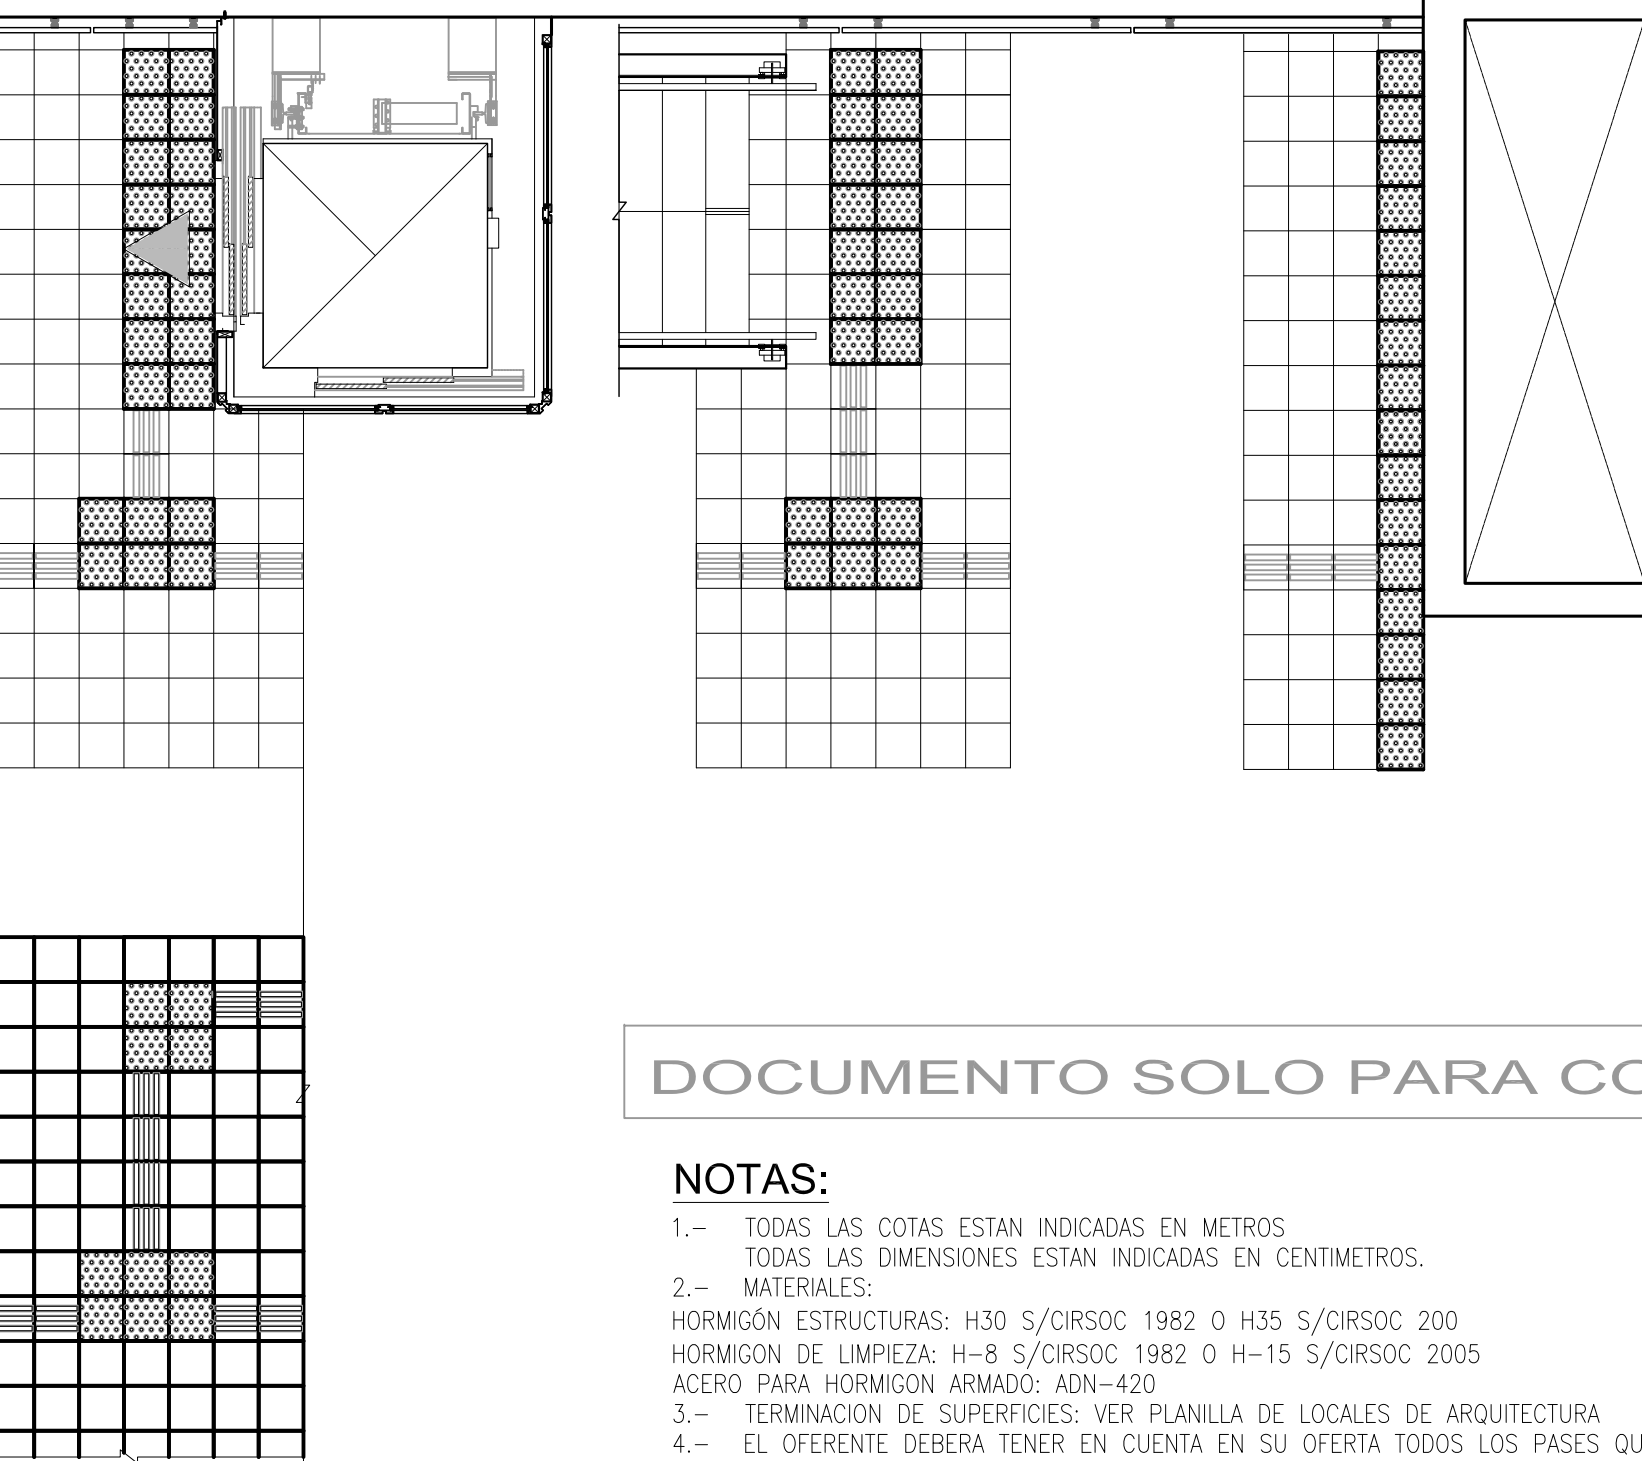 DOCUMENTO SOLO PARA CO
NOTAS:
1.- TODAS LAS COTAS ESTAN INDICADAS EN METROS
TODAS LAS DIMENSIONES ESTAN INDICADAS EN CENTIMETROS.
2.- MATERIALES:
HORMIGÓN ESTRUCTURAS: H30 S/CIRSOC 1982 O H35 S/CIRSOC 200
HORMIGON DE LIMPIEZA: H-8 S/CIRSOC 1982 O H-15 S/CIRSOC 2005
ACERO PARA HORMIGON ARMADO: ADN-420
3.- TERMINACION DE SUPERFICIES: VER PLANILLA DE LOCALES DE ARQUITECTURA
4.- EL OFERENTE DEBERA TENER EN CUENTA EN SU OFERTA TODOS LOS PASES QU